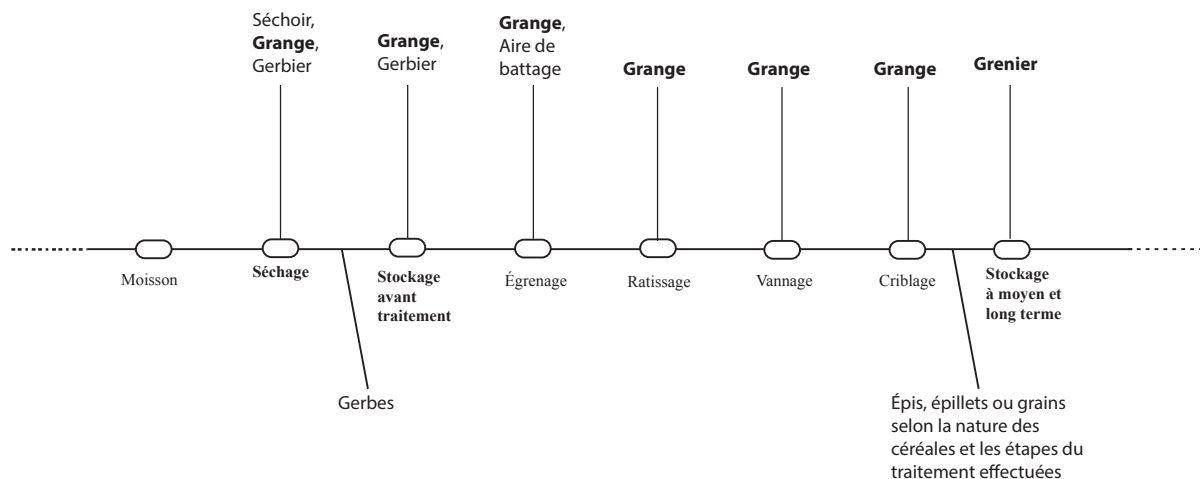 Séchoir,
Grange,
Gerbier
Grange,
Gerbier
Grange,
Aire de
battage
Grange
Grange
Grange
Grenier
Moisson
Séchage
Stockage
avant
traitement
Égrenage
Ratissage
Vannage
Criblage
Stockage
à moyen et
long terme
Gerbes
Épis, épillets ou grains
selon la nature des
céréales et les étapes du
traitement effectuées